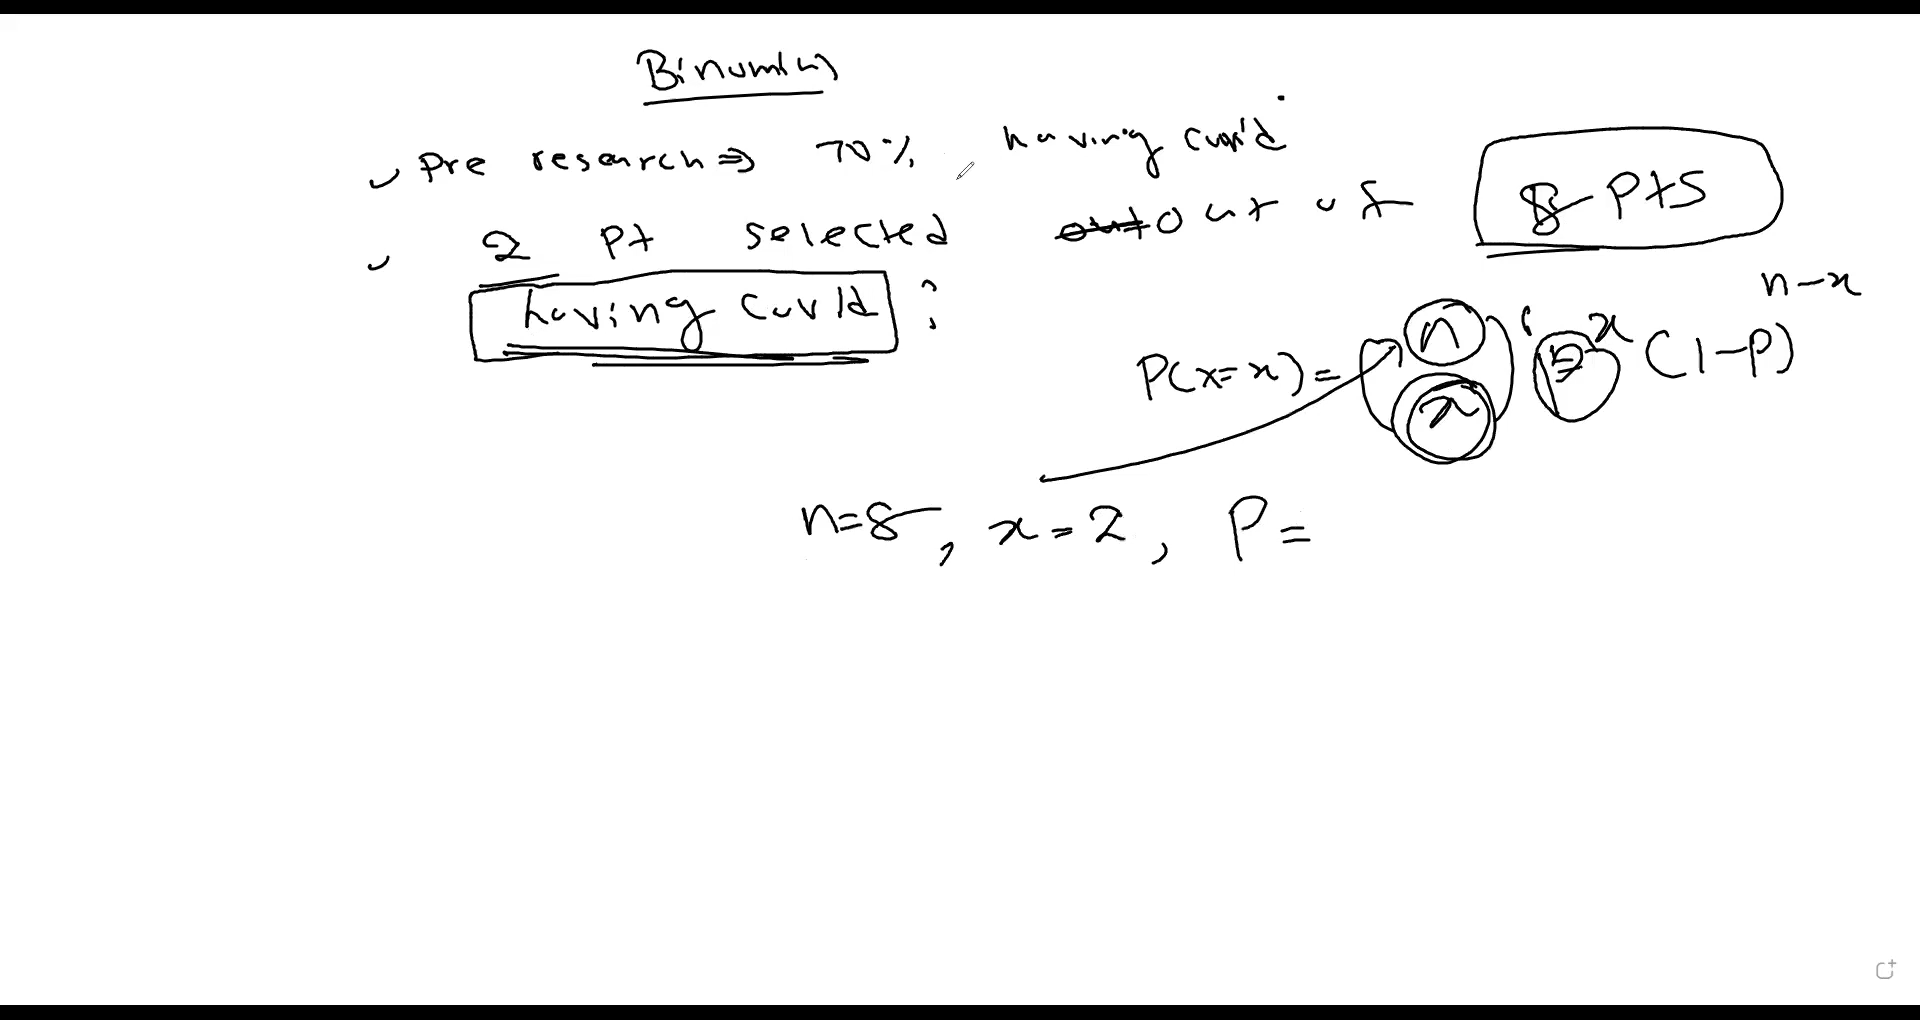 Binomial
Pre research ⇒ 70% having covid
2 pt selected out of 8 pts
having covid ?
P(X=x) = (n x) p^x (1-p)^n-x
n=8, x=2, P=